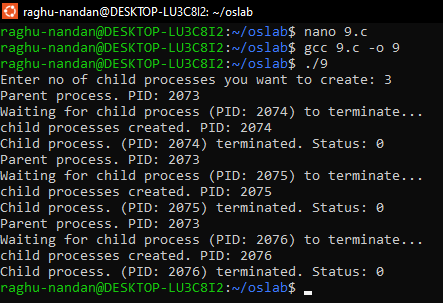 raghu-nandan@DESKTOP-LU3C8I2: ~/oslab
raghu-nandan@DESKTOP-LU3C8I2:~/oslab$ nano 9.c
raghu-nandan@DESKTOP-LU3C8I2:~/oslab$ gcc 9.c -o 9
raghu-nandan@DESKTOP-LU3C8I2:~/oslab$ ./9
Enter no of child processes you want to create: 3
Parent process. PID: 2073
Waiting for child process (PID: 2074) to terminate...
child processes created. PID: 2074
Child process. (PID: 2074) terminated. Status: 0
Parent process. PID: 2073
Waiting for child process (PID: 2075) to terminate...
child processes created. PID: 2075
Child process. (PID: 2075) terminated. Status: 0
Parent process. PID: 2073
Waiting for child process (PID: 2076) to terminate...
child processes created. PID: 2076
Child process. (PID: 2076) terminated. Status: 0
raghu-nandan@DESKTOP-LU3C8I2:~/oslab$